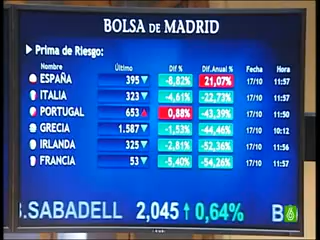 BOLSA DE MADRID
Prima de Riesgo:
Nombre Último Dif % Dif.Anual % Fecha Hora
ESPAÑA 395 -8,82% 21,07% 17/10 11:57
ITALIA 323 -4,61% -22,73% 17/10 11:57
PORTUGAL 653 0,88% -43,39% 17/10 11:50
GRECIA 1.587 -1,53% -44,46% 17/10 10:12
IRLANDA 325 -2,81% -52,36% 17/10 11:56
FRANCIA 53 -5,40% -54,26% 17/10 11:57
B.SABADELL 2,045 ↑ 0,64% B